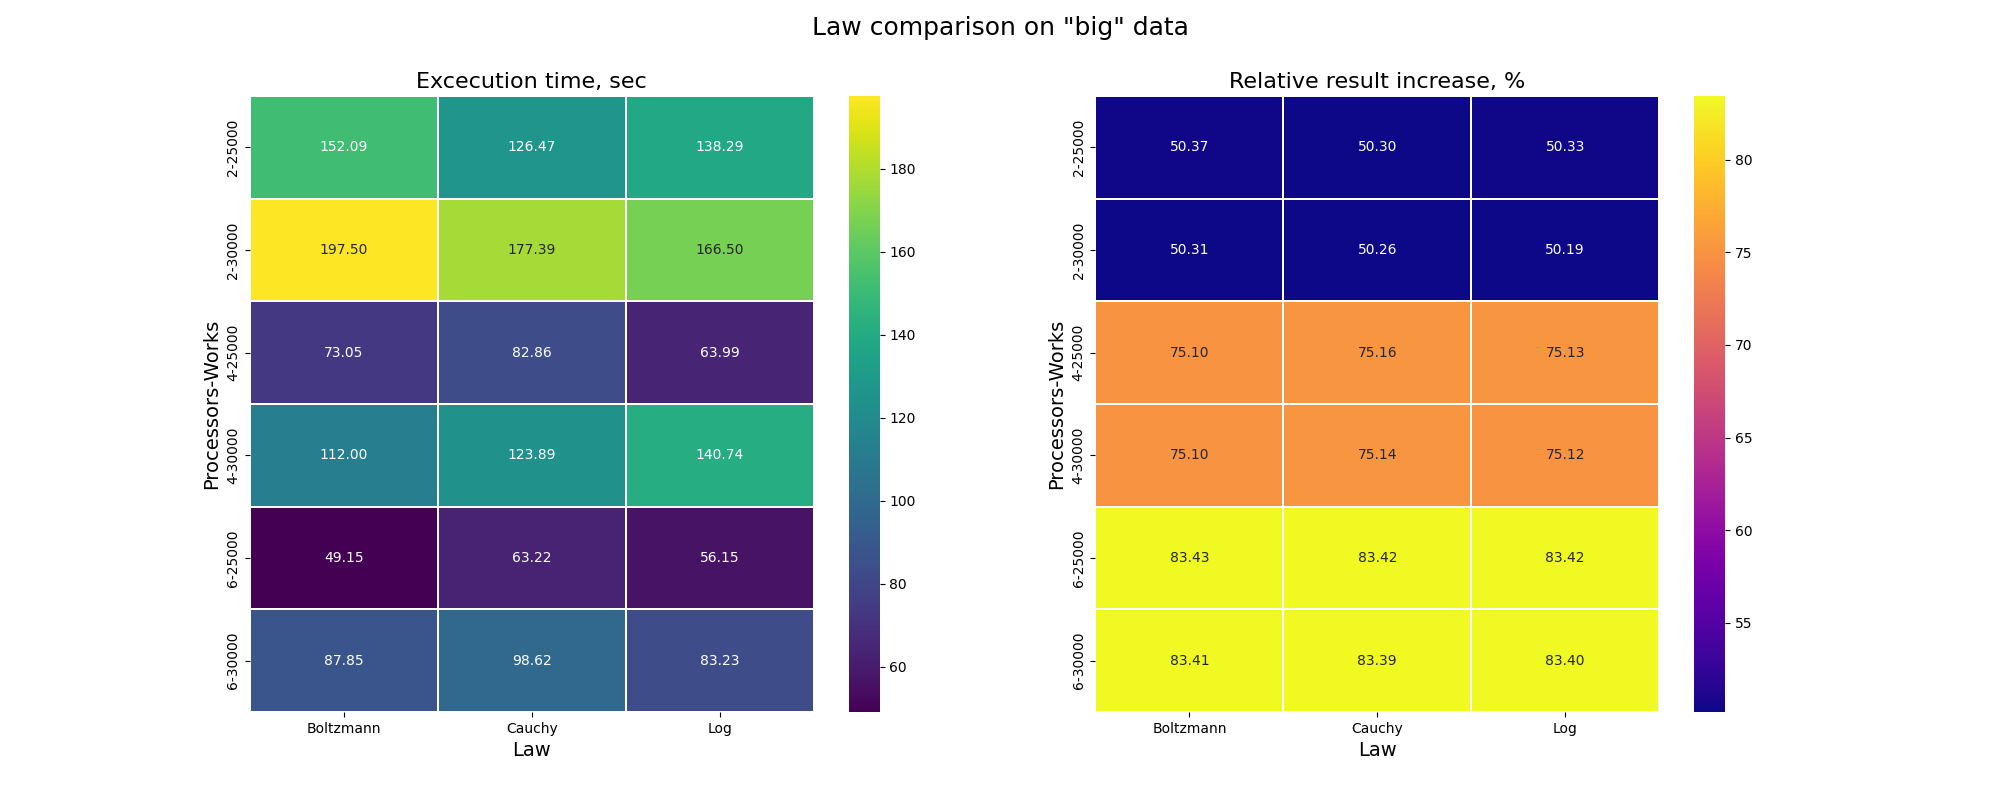 Law comparison on "big" data
Excecution time, sec
Processors-Works
2-25000
152.09 126.47 138.29
2-30000
197.50 177.39 166.50
4-25000
73.05 82.86 63.99
4-30000
112.00 123.89 140.74
6-25000
49.15 63.22 56.15
6-30000
87.85 98.62 83.23
Boltzmann Cauchy Log
Law
180
160
140
120
100
80
60
Relative result increase, %
Processors-Works
2-25000
50.37 50.30 50.33
2-30000
50.31 50.26 50.19
4-25000
75.10 75.16 75.13
4-30000
75.10 75.14 75.12
6-25000
83.43 83.42 83.42
6-30000
83.41 83.39 83.40
Boltzmann Cauchy Log
Law
80
75
70
65
60
55